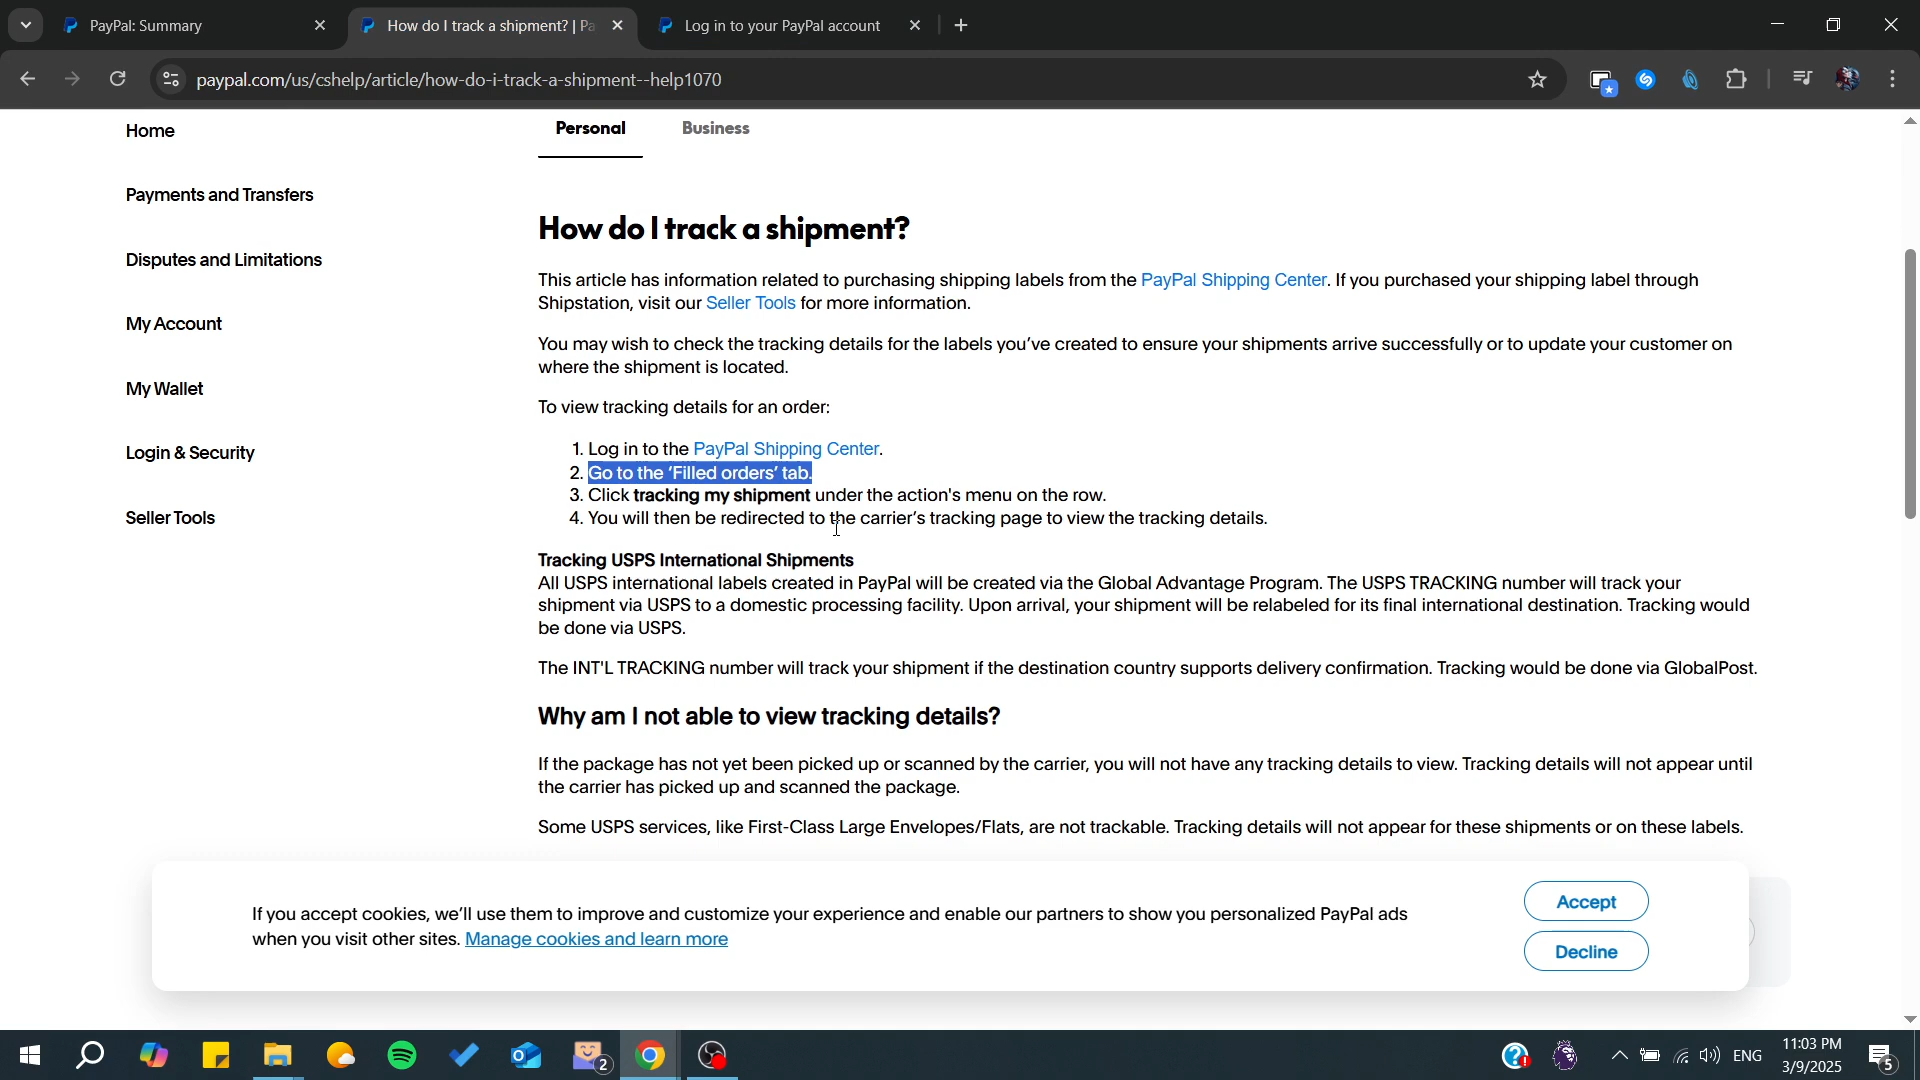 PayPal: Summary
How do I track a shipment? | Pa
Log in to your PayPal account
paypal.com/us/cshelp/article/how-do-i-track-a-shipment--help1070
Home
Payments and Transfers
Disputes and Limitations
My Account
My Wallet
Login & Security
Seller Tools
Personal
Business
How do I track a shipment?
This article has information related to purchasing shipping labels from the PayPal Shipping Center. If you purchased your shipping label through
Shipstation, visit our Seller Tools for more information.
You may wish to check the tracking details for the labels you’ve created to ensure your shipments arrive successfully or to update your customer on
where the shipment is located.
To view tracking details for an order:
1. Log in to the PayPal Shipping Center.
2. Go to the ‘Filled orders’ tab.
3. Click tracking my shipment under the action's menu on the row.
4. You will then be redirected to the carrier’s tracking page to view the tracking details.
Tracking USPS International Shipments
All USPS international labels created in PayPal will be created via the Global Advantage Program. The USPS TRACKING number will track your
shipment via USPS to a domestic processing facility. Upon arrival, your shipment will be relabeled for its final international destination. Tracking would
be done via USPS.
The INT'L TRACKING number will track your shipment if the destination country supports delivery confirmation. Tracking would be done via GlobalPost.
Why am I not able to view tracking details?
If the package has not yet been picked up or scanned by the carrier, you will not have any tracking details to view. Tracking details will not appear until
the carrier has picked up and scanned the package.
Some USPS services, like First-Class Large Envelopes/Flats, are not trackable. Tracking details will not appear for these shipments or on these labels.
If you accept cookies, we’ll use them to improve and customize your experience and enable our partners to show you personalized PayPal ads
when you visit other sites. Manage cookies and learn more
Accept
Decline
2
ENG
11:03 PM
3/9/2025
5